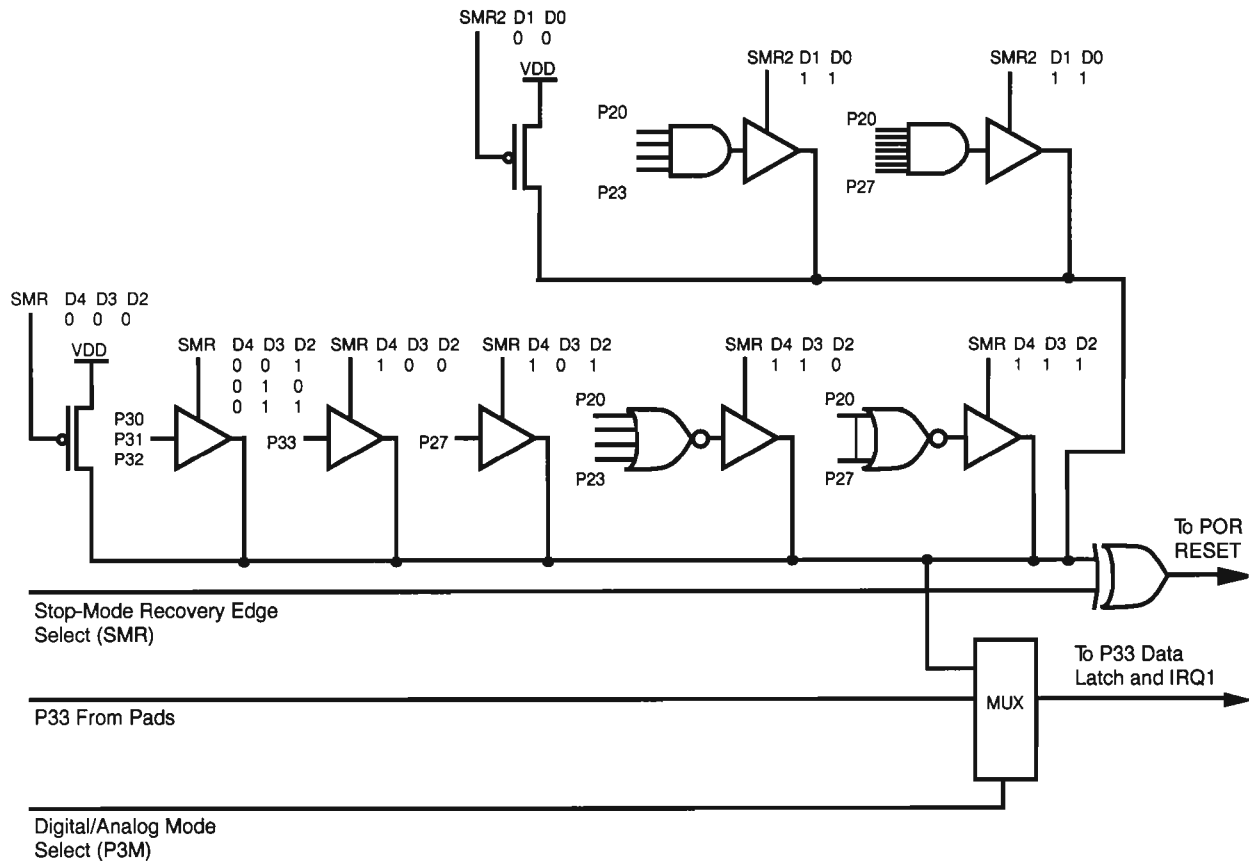 SMR2 D1 D0
0 0
VDD
SMR2 D1 D0
1 1
SMR2 D1 D0
1 1
P20
P23
P20
P27
SMR D4 D3 D2
0 0 0
VDD
SMR D4 D3 D2
0 0 1
0 1 0
0 1 1
SMR D4 D3 D2
1 0 0
SMR D4 D3 D2
1 0 1
SMR D4 D3 D2
1 1 0
SMR D4 D3 D2
1 1 1
P30
P31
P32
P33
P27
P20
P23
P20
P27
To POR
RESET
Stop-Mode Recovery Edge
Select (SMR)
To P33 Data
Latch and IRQ1
MUX
P33 From Pads
Digital/Analog Mode
Select (P3M)